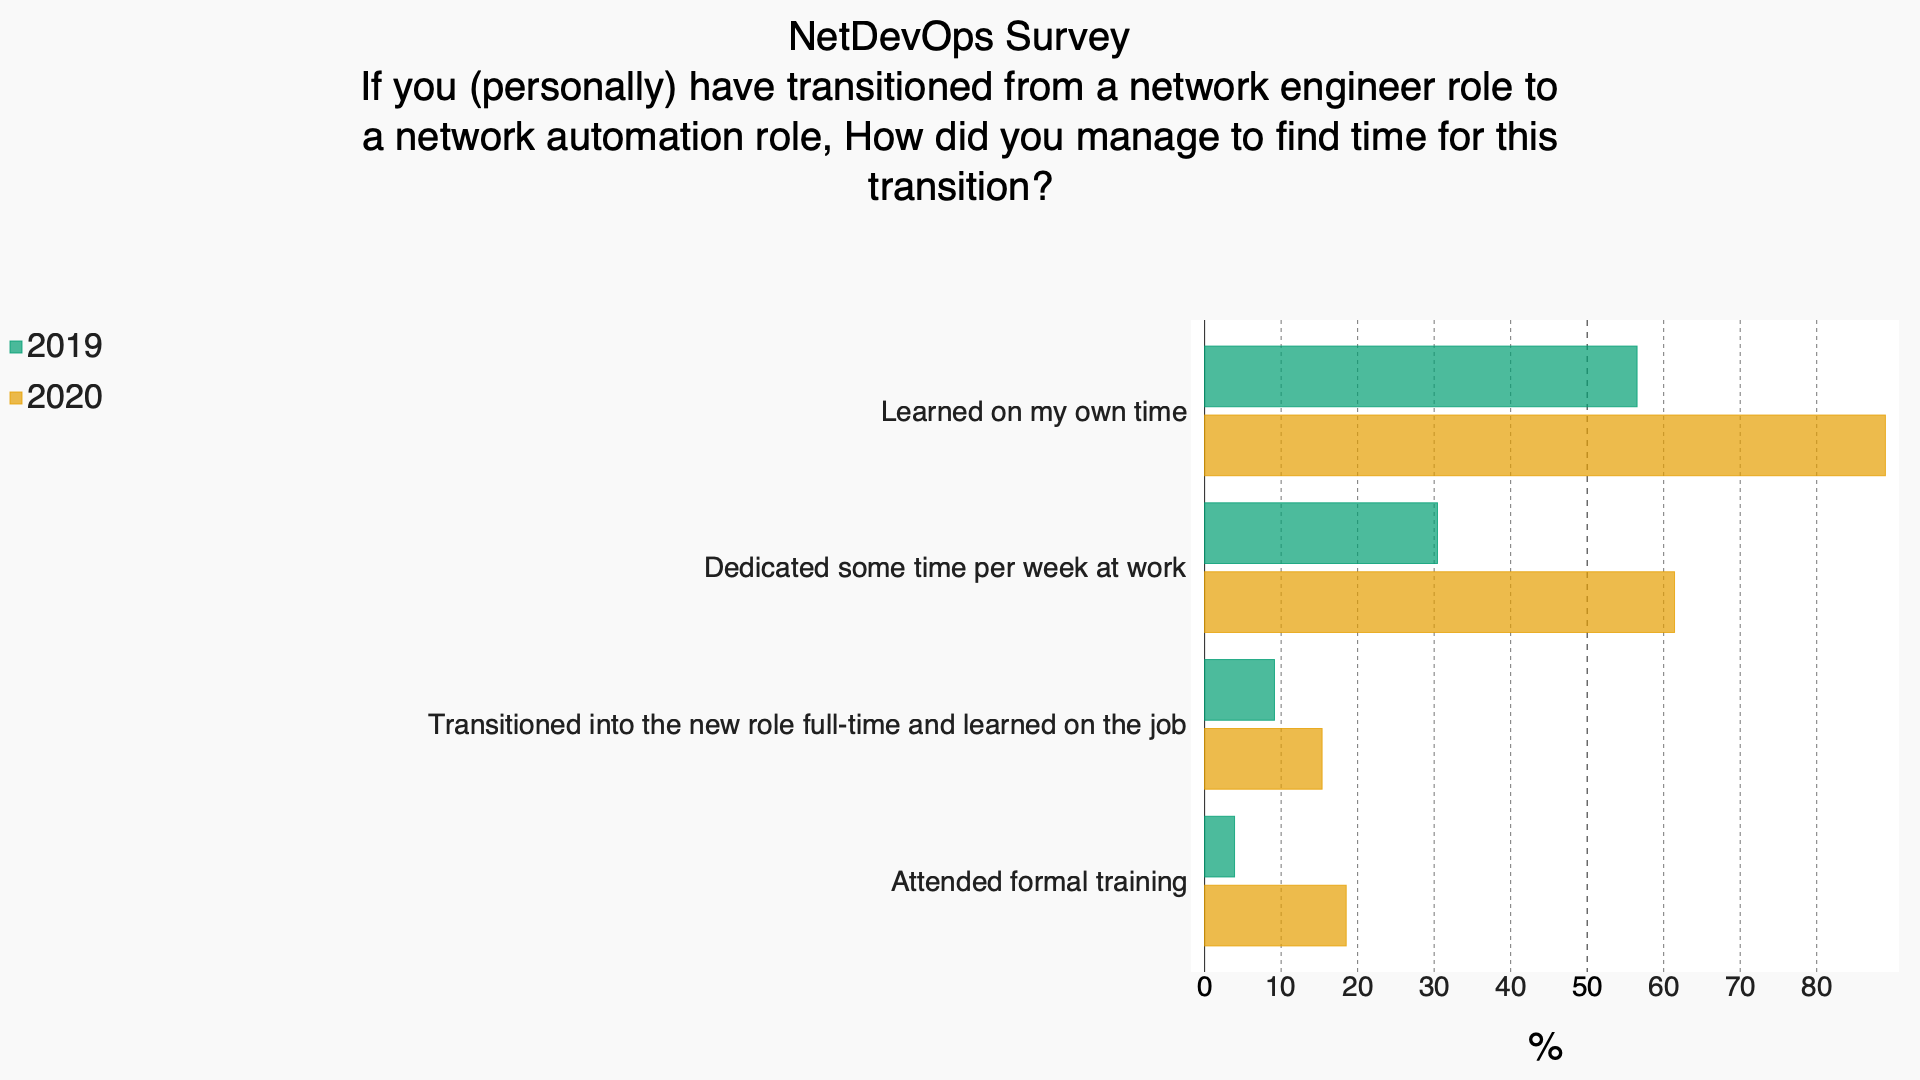 NetDevOps Survey
If you (personally) have transitioned from a network engineer role to
a network automation role, How did you manage to find time for this
transition?
2019
2020
Learned on my own time
Dedicated some time per week at work
Transitioned into the new role full-time and learned on the job
Attended formal training
0 10 20 30 40 50 60 70 80
%